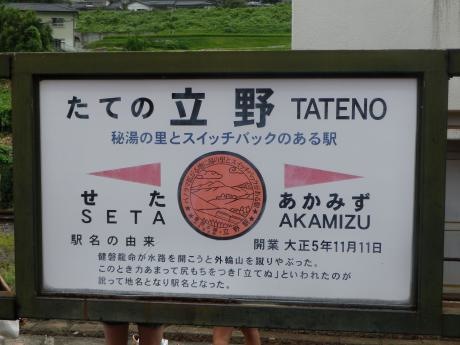 たての 立野 TATENO
秘湯の里とスイッチバックのある駅
せた あかみず
SETA AKAMIZU
駅名の由来 開業 大正5年11月11日
健磐龍命が水路を開こうと外輪山を蹴りやぶった。
このとき力あまって尻もちをつき「立てぬ」といわれたのが
訛って地名となり駅名となった。